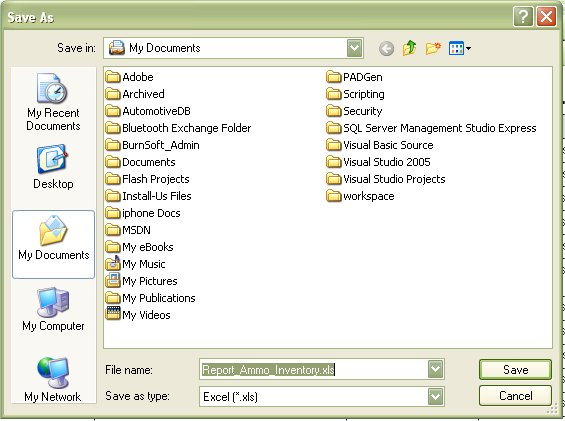 Save As
Save in:
My Documents
My Recent
Documents
Desktop
My Documents
My Computer
My Network
Adobe
Archived
AutomotiveDB
Bluetooth Exchange Folder
BurnSoft_Admin
Documents
Flash Projects
Install-Us Files
iphone Docs
MSDN
My eBooks
My Music
My Pictures
My Publications
My Videos
PADGen
Scripting
Security
SQL Server Management Studio Express
Visual Basic Source
Visual Studio 2005
Visual Studio Projects
workspace
File name:
Report_Ammo_Inventory.xls
Save
Save as type:
Excel (*.xls)
Cancel